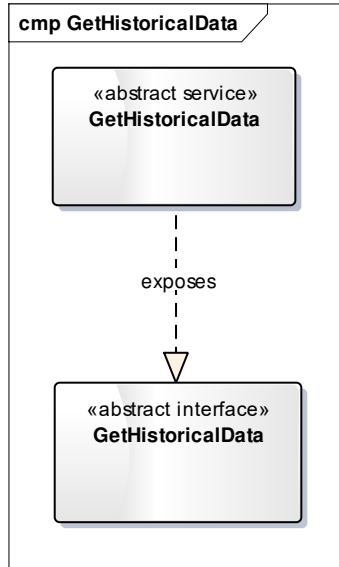 cmp GetHistoricalData
«abstract service»
GetHistoricalData
exposes
«abstract interface»
GetHistoricalData